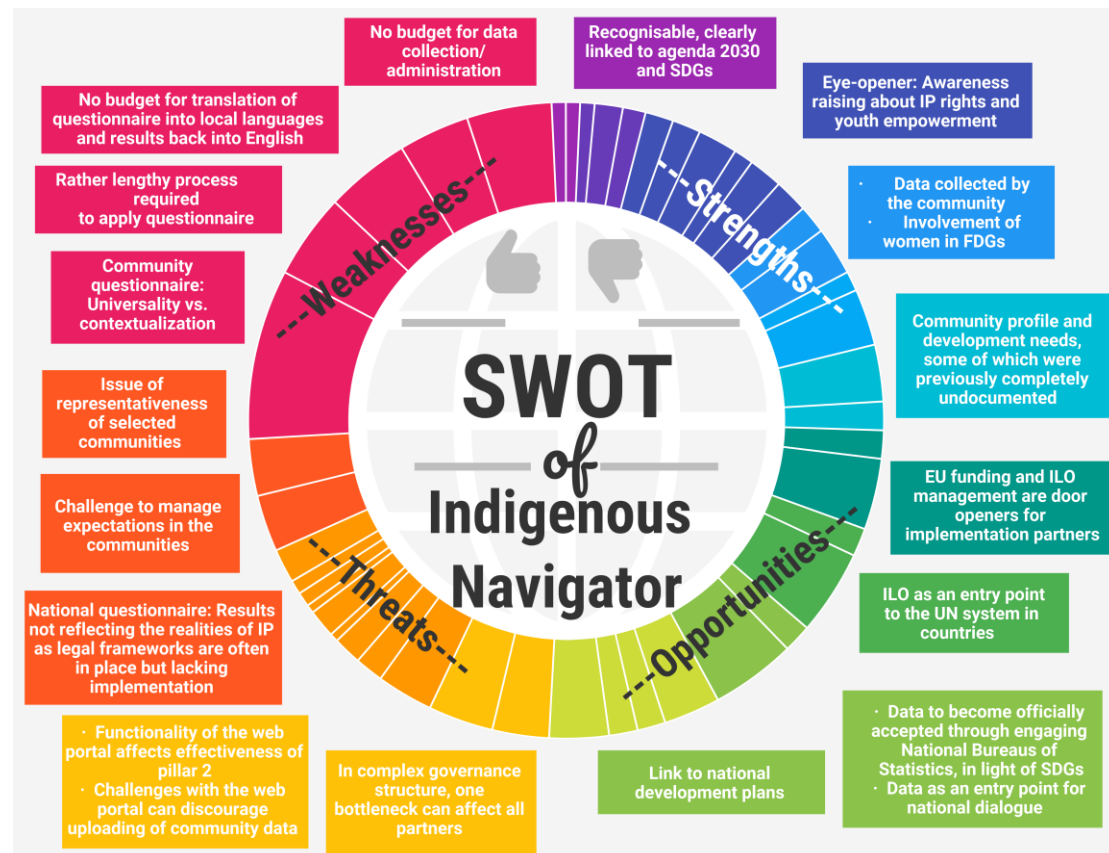 No budget for data
collection/
administration
Recognisable, clearly
linked to agenda 2030
and SDGs
No budget for translation of
questionnaire into local languages
and results back into English
Eye-opener: Awareness
raising about IP rights and
youth empowerment
Rather lengthy process
required
to apply questionnaire
· Data collected by
the community
· Involvement of
women in FDGs
Community
questionnaire:
Universality vs.
contextualization
Community profile and
development needs,
some of which were
previously completely
undocumented
Issue of
representativeness
of selected
communities
Challenge to manage
expectations in the
communities
EU funding and ILO
management are door
openers for
implementation partners
National questionnaire: Results
not reflecting the realities of IP
as legal frameworks are often
in place but lacking
implementation
ILO as an entry point
to the UN system in
countries
· Functionality of the web
portal affects effectiveness of
pillar 2
· Challenges with the web
portal can discourage
uploading of community data
In complex governance
structure, one
bottleneck can affect all
partners
Link to national
development plans
· Data to become officially
accepted through engaging
National Bureaus of
Statistics, in light of SDGs
· Data as an entry point for
national dialogue
----Weaknesses--
---Strengths---
---Threats---
---Opportunities--
SWOT
of
Indigenous
Navigator